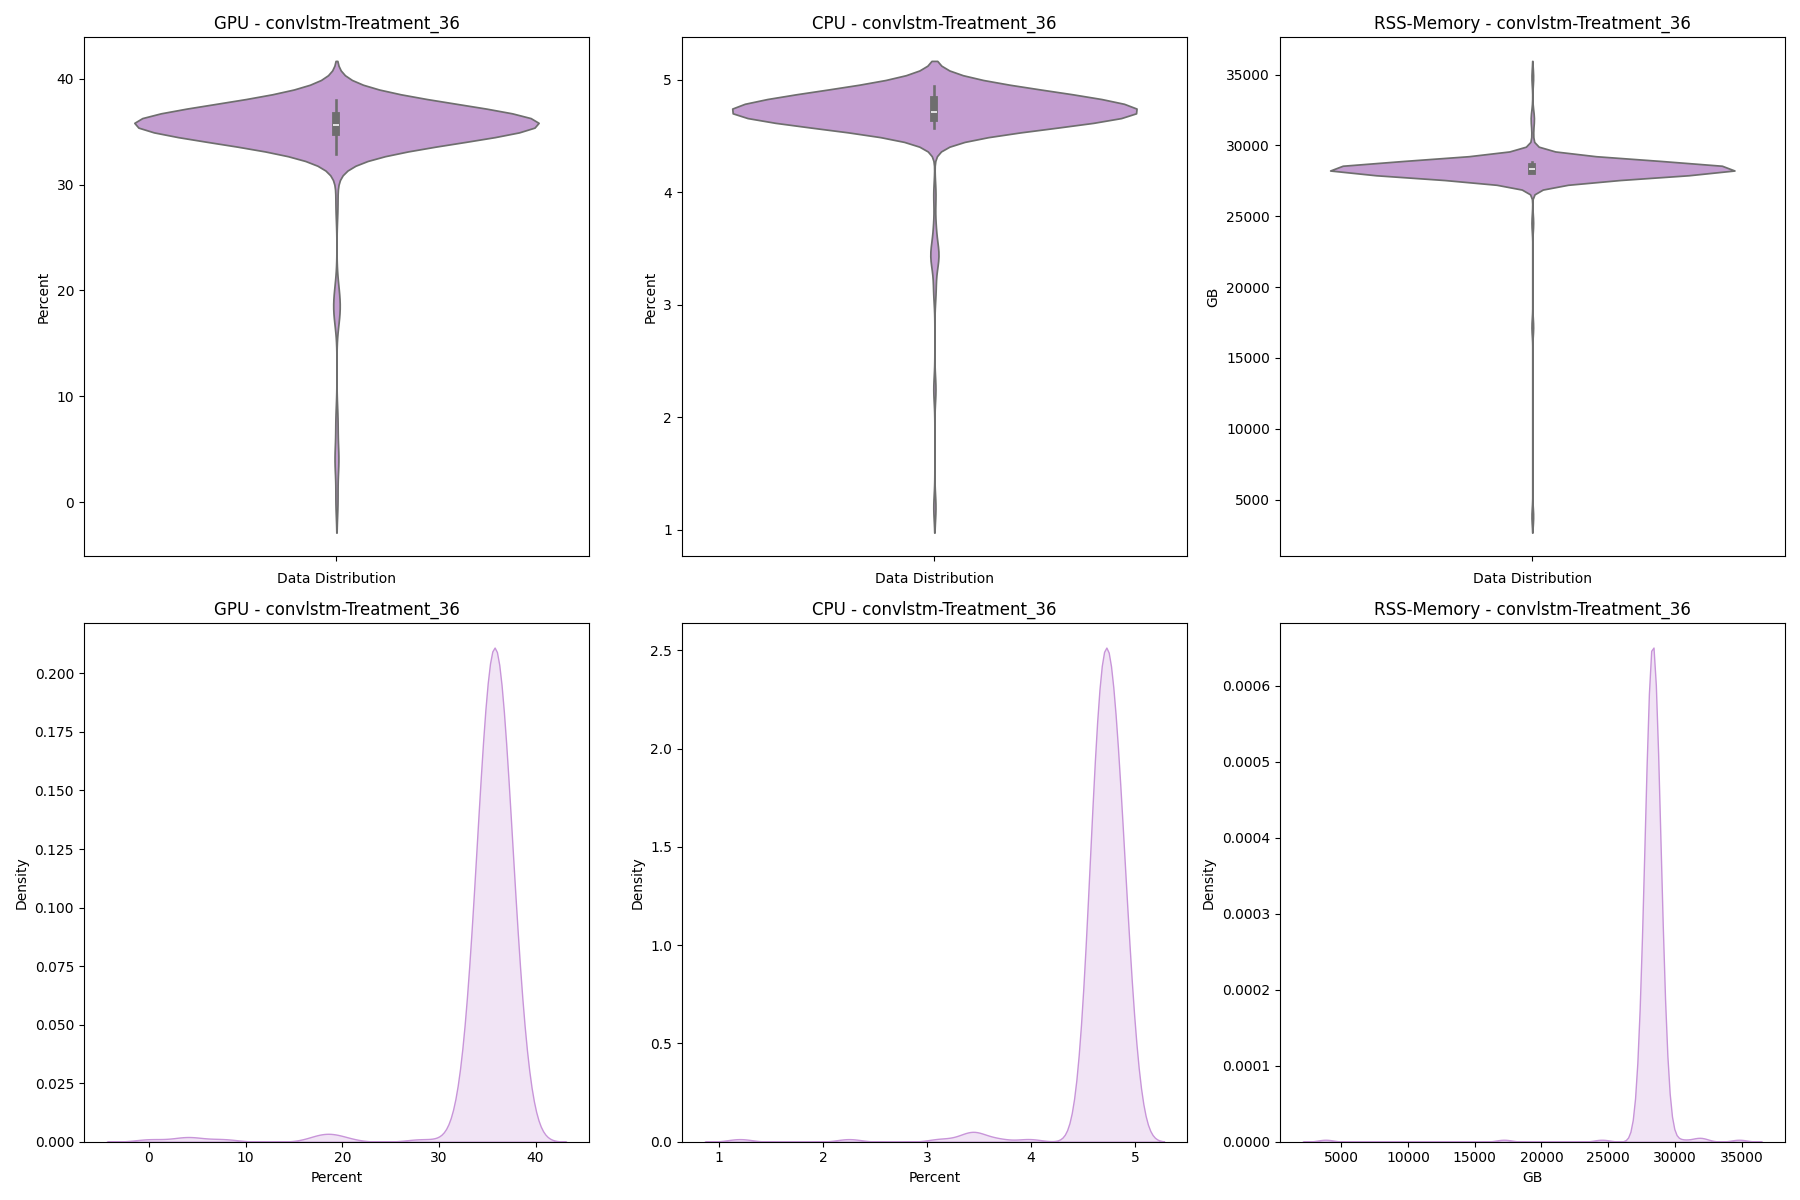 GPU - convlstm-Treatment_36
40
30
20
10
0
Percent
Data Distribution
CPU - convlstm-Treatment_36
5
4
3
2
1
Percent
Data Distribution
RSS-Memory - convlstm-Treatment_36
35000
30000
25000
20000
15000
10000
5000
GB
Data Distribution
GPU - convlstm-Treatment_36
0.200
0.175
0.150
0.125
0.100
0.075
0.050
0.025
0.000
Density
0 10 20 30 40
Percent
CPU - convlstm-Treatment_36
2.5
2.0
1.5
1.0
0.5
0.0
Density
1 2 3 4 5
Percent
RSS-Memory - convlstm-Treatment_36
0.0006
0.0005
0.0004
0.0003
0.0002
0.0001
0.0000
Density
5000 10000 15000 20000 25000 30000 35000
GB